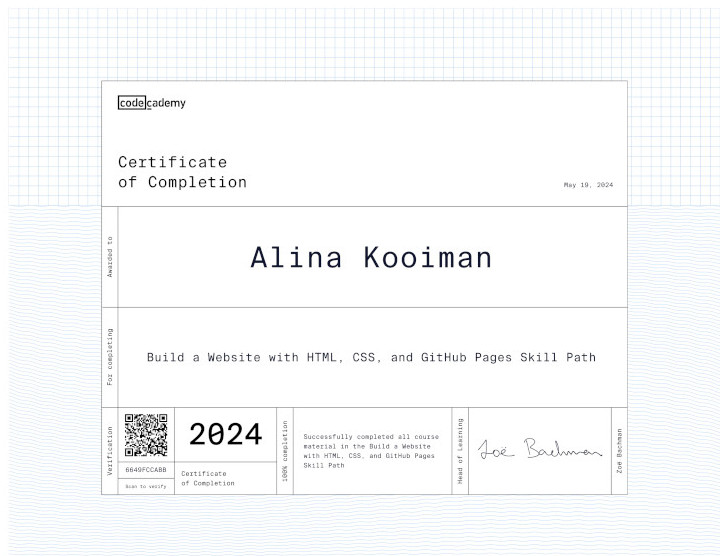 codecademy
Certificate
of Completion
May 19, 2024
Awarded to
Alina Kooiman
For completing
Build a Website with HTML, CSS, and GitHub Pages Skill Path
Verification
6649FCCABB
Scan to verify
2024
Certificate
of Completion
100% completion
Successfully completed all course
material in the Build a Website
with HTML, CSS, and GitHub Pages
Skill Path
Head of Learning
Zoë Bachman
Zoë Bachman